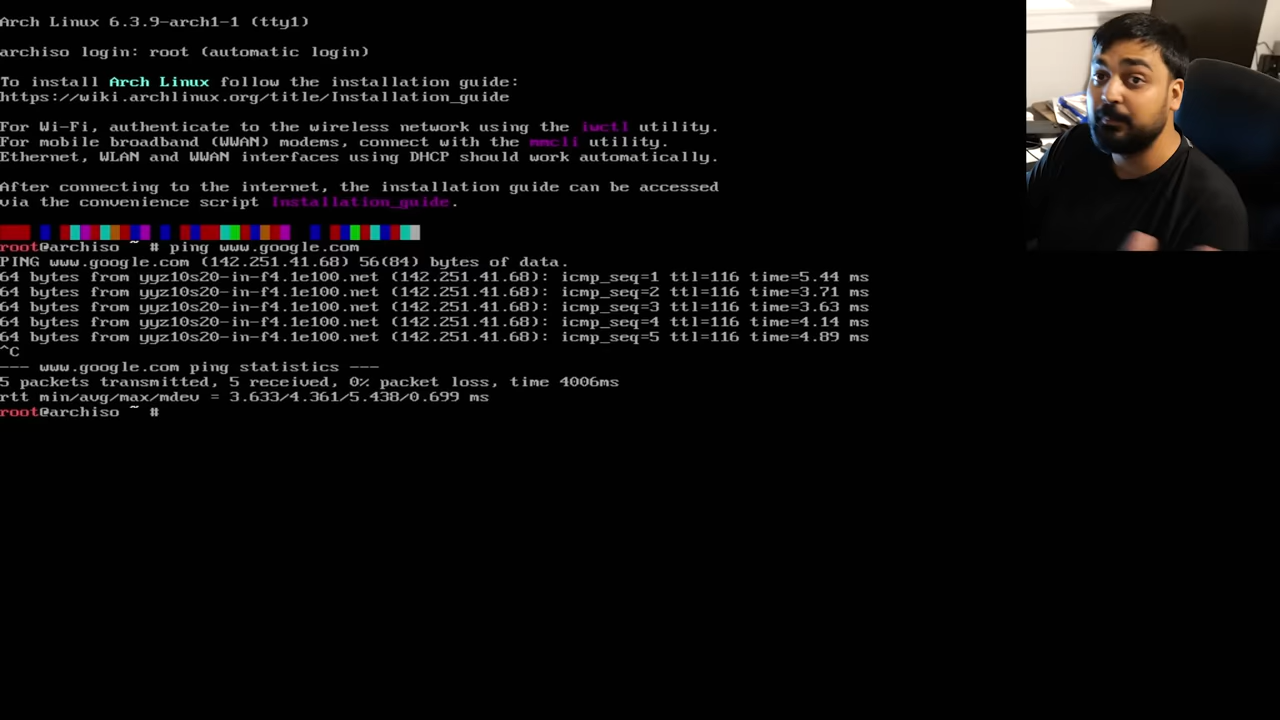 Arch Linux 6.3.9-arch1-1 (tty1)
archiso login: root (automatic login)
To install Arch Linux follow the installation guide:
https://wiki.archlinux.org/title/Installation_guide
For Wi-Fi, authenticate to the wireless network using the iwctl utility.
For mobile broadband (WWAN) modems, connect with the mmcli utility.
Ethernet, WLAN and WWAN interfaces using DHCP should work automatically.
After connecting to the internet, the installation guide can be accessed
via the convenience script Installation_guide.
root@archiso ~ # ping www.google.com
PING www.google.com (142.251.41.68) 56(84) bytes of data.
64 bytes from yyz10s20-in-f4.1e100.net (142.251.41.68): icmp_seq=1 ttl=116 time=5.44 ms
64 bytes from yyz10s20-in-f4.1e100.net (142.251.41.68): icmp_seq=2 ttl=116 time=3.71 ms
64 bytes from yyz10s20-in-f4.1e100.net (142.251.41.68): icmp_seq=3 ttl=116 time=3.63 ms
64 bytes from yyz10s20-in-f4.1e100.net (142.251.41.68): icmp_seq=4 ttl=116 time=4.14 ms
64 bytes from yyz10s20-in-f4.1e100.net (142.251.41.68): icmp_seq=5 ttl=116 time=4.89 ms
^C
--- www.google.com ping statistics ---
5 packets transmitted, 5 received, 0% packet loss, time 4006ms
rtt min/avg/max/mdev = 3.633/4.361/5.438/0.699 ms
root@archiso ~ #